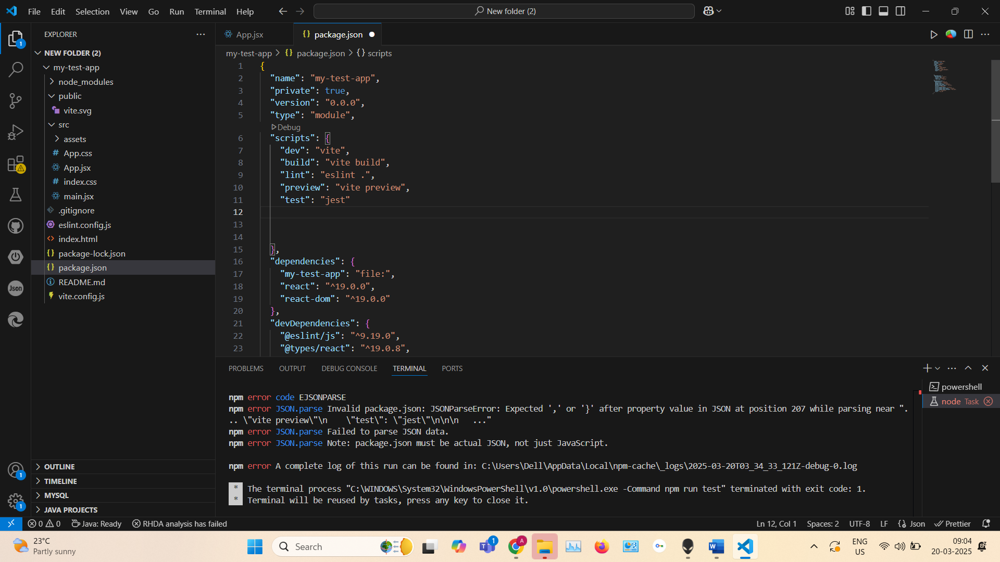 File Edit Selection View Go Run Terminal Help
New folder (2)
EXPLORER
NEW FOLDER (2)
my-test-app
node_modules
public
vite.svg
src
assets
App.css
App.jsx
index.css
main.jsx
.gitignore
eslint.config.js
index.html
package-lock.json
package.json
README.md
vite.config.js
OUTLINE
TIMELINE
MYSQL
JAVA PROJECTS
1
Json
1
1
App.jsx
{} package.json
my-test-app > {} package.json > {} scripts
1 {
2 "name": "my-test-app",
3 "private": true,
4 "version": "0.0.0",
5 "type": "module",
Debug
6 "scripts": {
7 "dev": "vite",
8 "build": "vite build",
9 "lint": "eslint .",
10 "preview": "vite preview",
11 "test": "jest"
12
13
14
15 },
16 "dependencies": {
17 "my-test-app": "file:",
18 "react": "^19.0.0",
19 "react-dom": "^19.0.0"
20 },
21 "devDependencies": {
22 "@eslint/js": "^9.19.0",
23 "@types/react": "^19.0.8",
PROBLEMS OUTPUT DEBUG CONSOLE TERMINAL PORTS
powershell
node Task
npm error code EJSONPARSE
npm error JSON.parse Invalid package.json: JSONParseError: Expected ',' or '}' after property value in JSON at position 207 while parsing near ".
.. \"vite preview\"\n    \"test\": \"jest\"\n\n\n   ..."
npm error JSON.parse Failed to parse JSON data.
npm error JSON.parse Note: package.json must be actual JSON, not just JavaScript.
npm error A complete log of this run can be found in: C:\Users\Dell\AppData\Local\npm-cache\_logs\2025-03-20T03_34_33_121Z-debug-0.log
* The terminal process "C:\WINDOWS\System32\WindowsPowerShell\v1.0\powershell.exe -Command npm run test" terminated with exit code: 1.
* Terminal will be reused by tasks, press any key to close it.
0 0 Java: Ready RHDA analysis has failed
Ln 12, Col 1 Spaces: 2 UTF-8 LF {} Json Prettier
23°C
Partly sunny
Search
1
A
ENG
US
09:04
20-03-2025